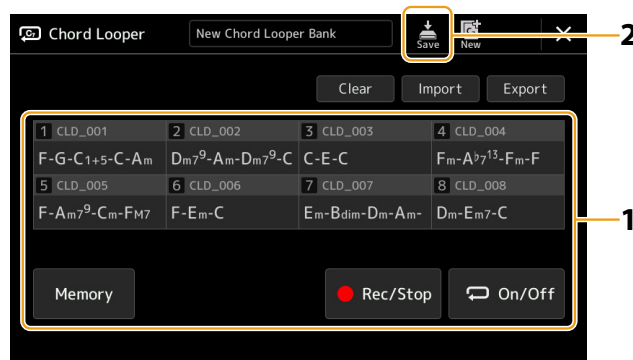 Chord Looper New Chord Looper Bank Save New 2
Clear Import Export
1 CLD_001 2 CLD_002 3 CLD_003 4 CLD_004
F-G-C1+5-C-Am Dm7⁹-Am-Dm7⁹-C C-E-C Fm-A♭7¹³-Fm-F
5 CLD_005 6 CLD_006 7 CLD_007 8 CLD_008
F-Am7⁹-Cm-FM7 F-Em-C Em-Bdim-Dm-Am- Dm-Em7-C
1
Memory Rec/Stop On/Off